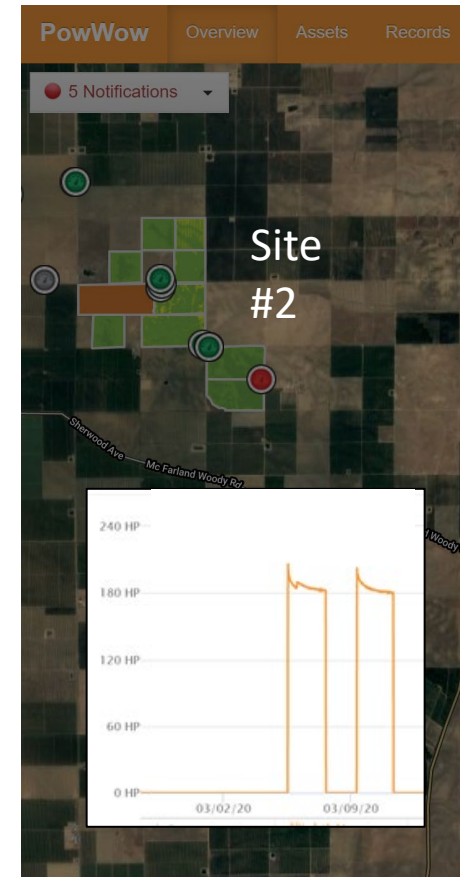 PowWow Overview Assets Records
5 Notifications
Site
#2
Sherwood Ave
Mc Farland Woody Rd
Woody
240 HP
180 HP
120 HP
60 HP
0 HP
03/02/20 03/09/20